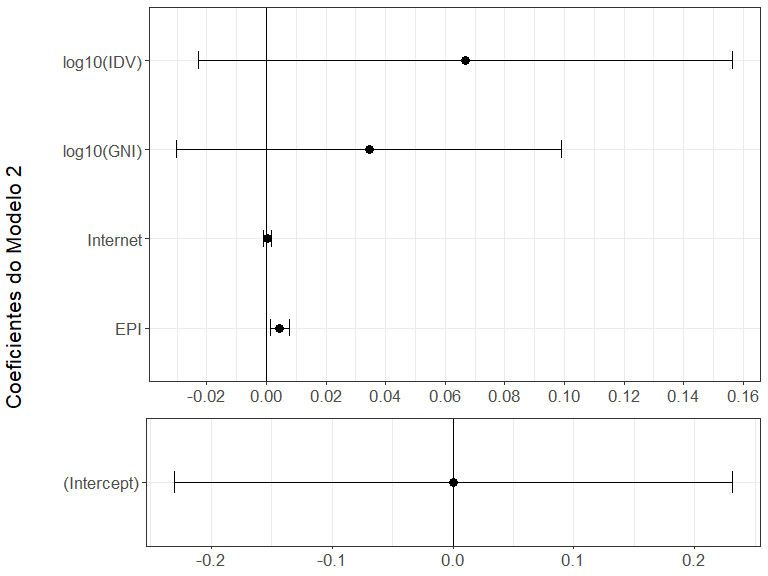 Coeficientes do Modelo 2
log10(IDV)
log10(GNI)
Internet
EPI
-0.02 0.00 0.02 0.04 0.06 0.08 0.10 0.12 0.14 0.16
(Intercept)
-0.2 -0.1 0.0 0.1 0.2